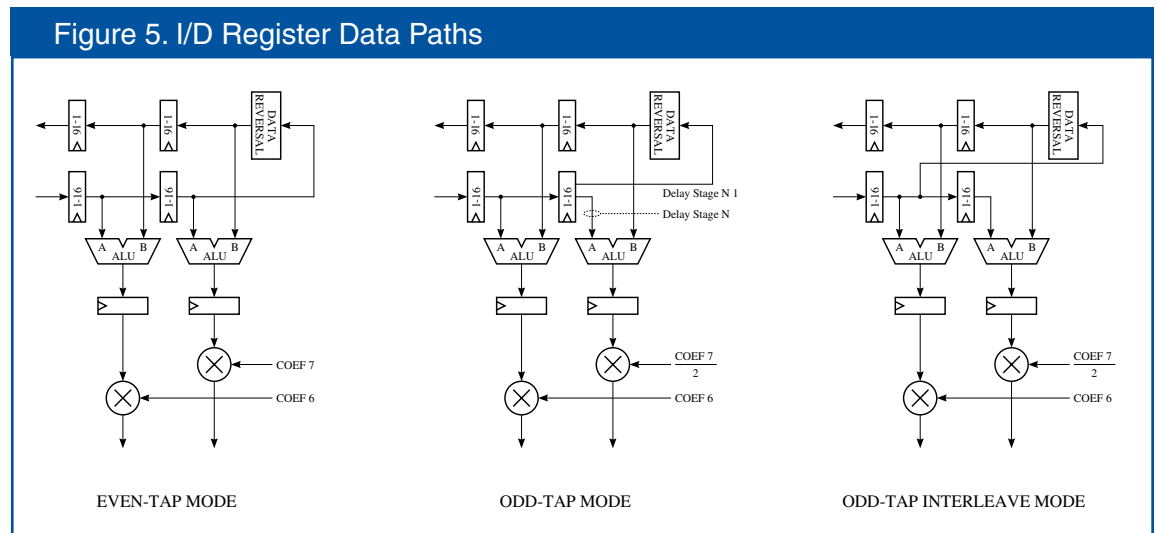 Figure 5. I/D Register Data Paths
1-16
1-16
DATA
REVERSAL
1-16
1-16
A B
ALU
A B
ALU
COEF 7
COEF 6
EVEN-TAP MODE
1-16
1-16
DATA
REVERSAL
1-16
1-16
Delay Stage N 1
Delay Stage N
A B
ALU
A B
ALU
COEF 7
2
COEF 6
ODD-TAP MODE
1-16
1-16
DATA
REVERSAL
1-16
1-16
A B
ALU
A B
ALU
COEF 7
2
COEF 6
ODD-TAP INTERLEAVE MODE